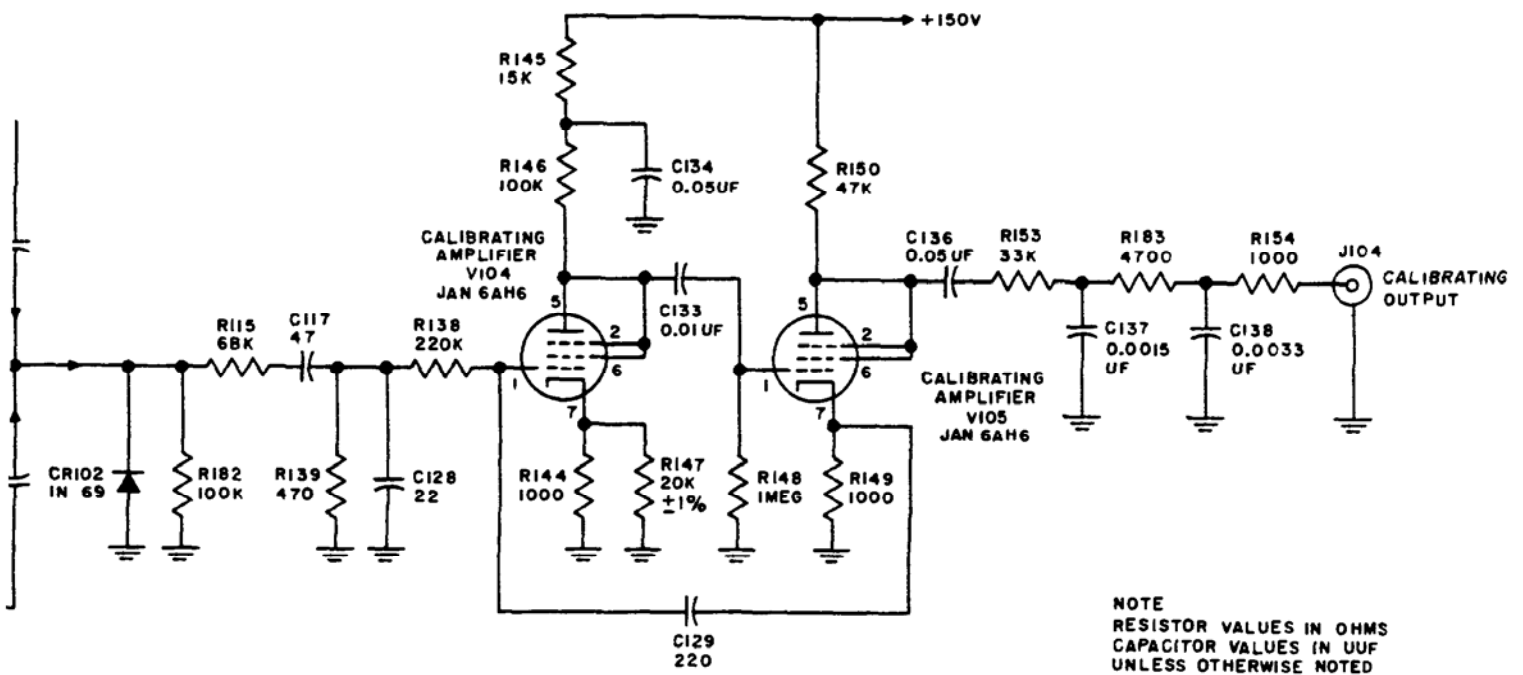 +150V
R145
15K
R146
100K
C134
0.05UF
R150
47K
CALIBRATING
AMPLIFIER
V104
JAN 6AH6
C133
0.01UF
C136
0.05UF
R153
33K
R183
4700
R154
1000
J104
CALIBRATING
OUTPUT
R115
68K
C117
47
R138
220K
5
2
6
1
7
5
2
6
1
7
C137
0.0015
UF
C138
0.0033
UF
CALIBRATING
AMPLIFIER
V105
JAN 6AH6
CR102
IN 69
R182
100K
R139
470
C128
22
R144
1000
R147
20K
±1%
R148
1MEG
R149
1000
C129
220
NOTE
RESISTOR VALUES IN OHMS
CAPACITOR VALUES IN UUF
UNLESS OTHERWISE NOTED